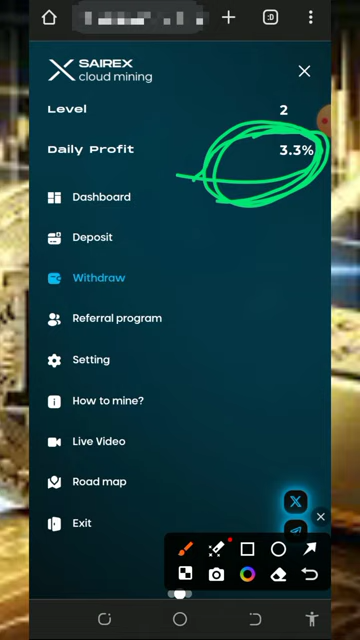 SAIREX
cloud mining
Level 2
Daily Profit 3.3%
Dashboard
Deposit
Withdraw
Referral program
Setting
How to mine?
Live Video
Road map
Exit